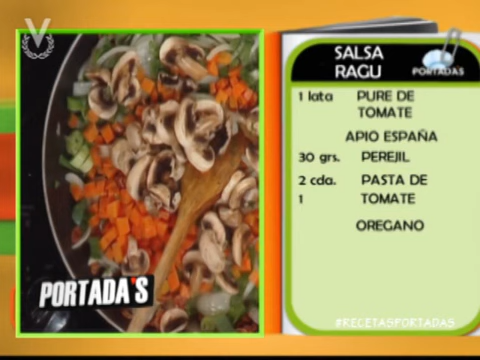 V
PORTADA'S
SALSA
RAGU
PORTADA'S
1 lata PURE DE
TOMATE
APIO ESPAÑA
30 grs. PEREJIL
2 cda. PASTA DE
1 TOMATE
OREGANO
#RECETASPORTADAS